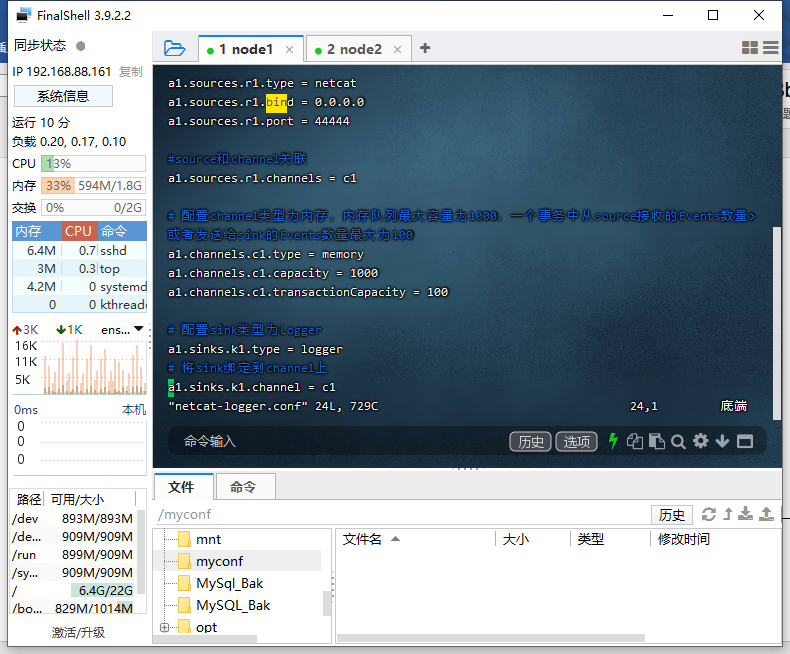 FinalShell 3.9.2.2
同步状态
IP 192.168.88.161 复制
系统信息
运行 10 分
负载 0.20, 0.17, 0.10
CPU 13%
内存 33% 594M/1.8G
交换 0% 0/2G
内存 CPU 命令
6.4M 0.7 sshd
3M 0.3 top
4.2M 0 systemd
0 0 kthread
3K 1K ens...
16K
11K
5K
0ms 本机
0
0
0
路径 可用/大小
/dev 893M/893M
/de... 909M/909M
/run 899M/909M
/sy... 909M/909M
/ 6.4G/22G
/bo... 829M/1014M
激活/升级
1 node1
2 node2
a1.sources.r1.type = netcat
a1.sources.r1.bind = 0.0.0.0
a1.sources.r1.port = 44444
#source和channel关联
a1.sources.r1.channels = c1
# 配置channel类型为内存，内存队列最大容量为1000，一个事务中从source接收的Events数量>
或者发送给sink的Events数量最大为100
a1.channels.c1.type = memory
a1.channels.c1.capacity = 1000
a1.channels.c1.transactionCapacity = 100
# 配置sink类型为Logger
a1.sinks.k1.type = logger
# 将sink绑定到channel上
a1.sinks.k1.channel = c1
"netcat-logger.conf" 24L, 729C 24,1 底端
命令输入 历史 选项
文件 命令
/myconf 历史
mnt
myconf
MySql_Bak
MySQL_Bak
opt
文件名 大小 类型 修改时间